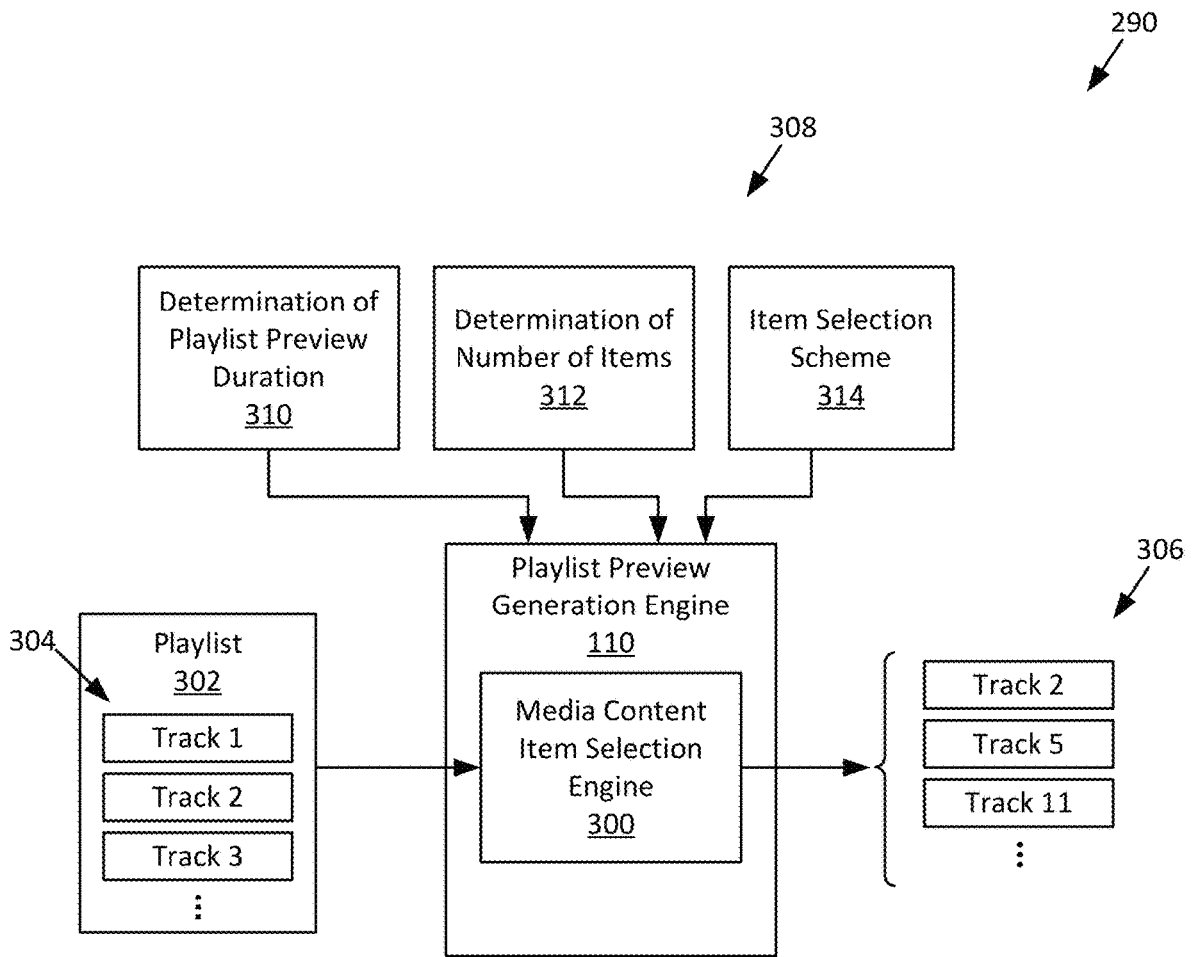 290
308
Determination of
Playlist Preview
Duration
310
Determination of
Number of Items
312
Item Selection
Scheme
314
Playlist Preview
Generation Engine
110
306
304
Playlist
302
Track 1
Track 2
Track 3
Media Content
Item Selection
Engine
300
Track 2
Track 5
Track 11